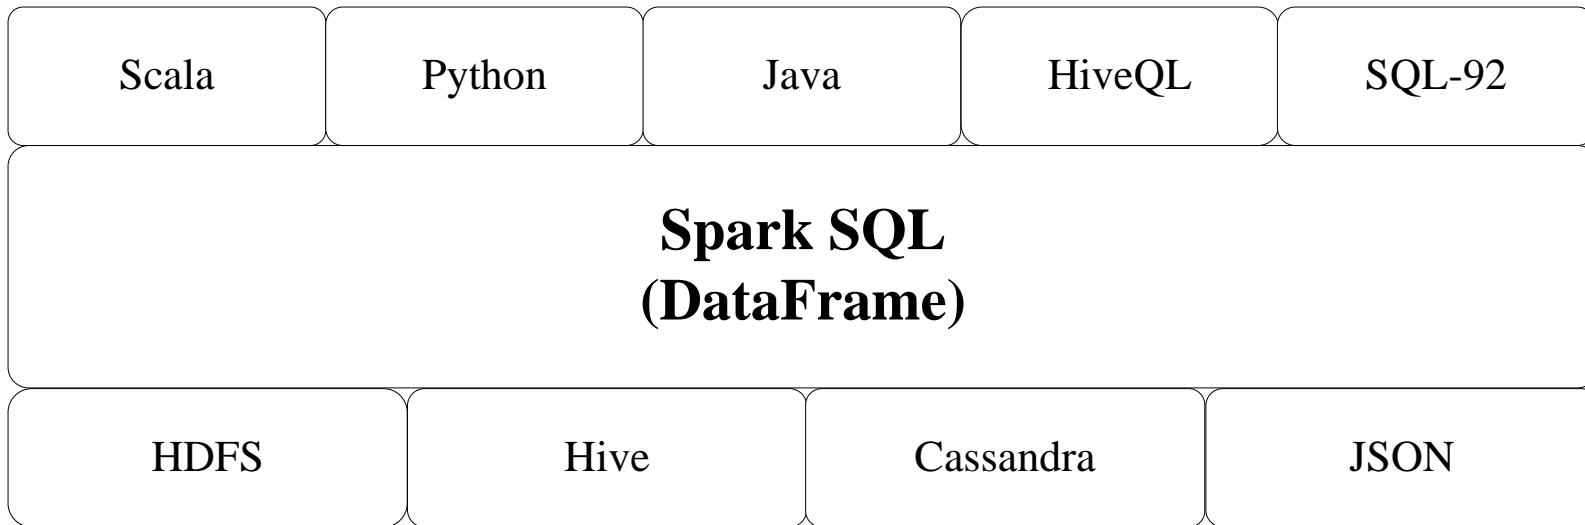 Scala
Python
Java
HiveQL
SQL-92
Spark SQL
(DataFrame)
HDFS
Hive
Cassandra
JSON